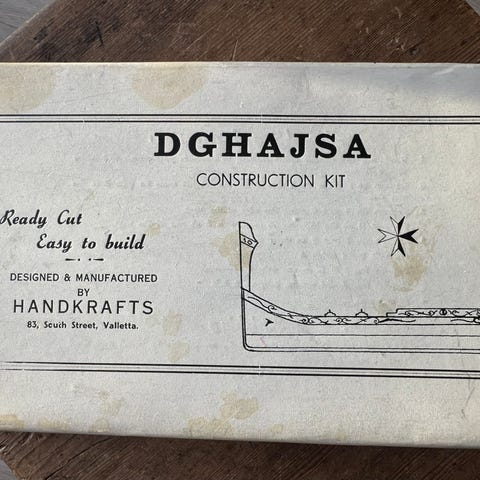 DGHAJSA
CONSTRUCTION KIT
Ready Cut
Easy to build
DESIGNED & MANUFACTURED
BY
HANDKRAFTS
83, South Street, Valletta.